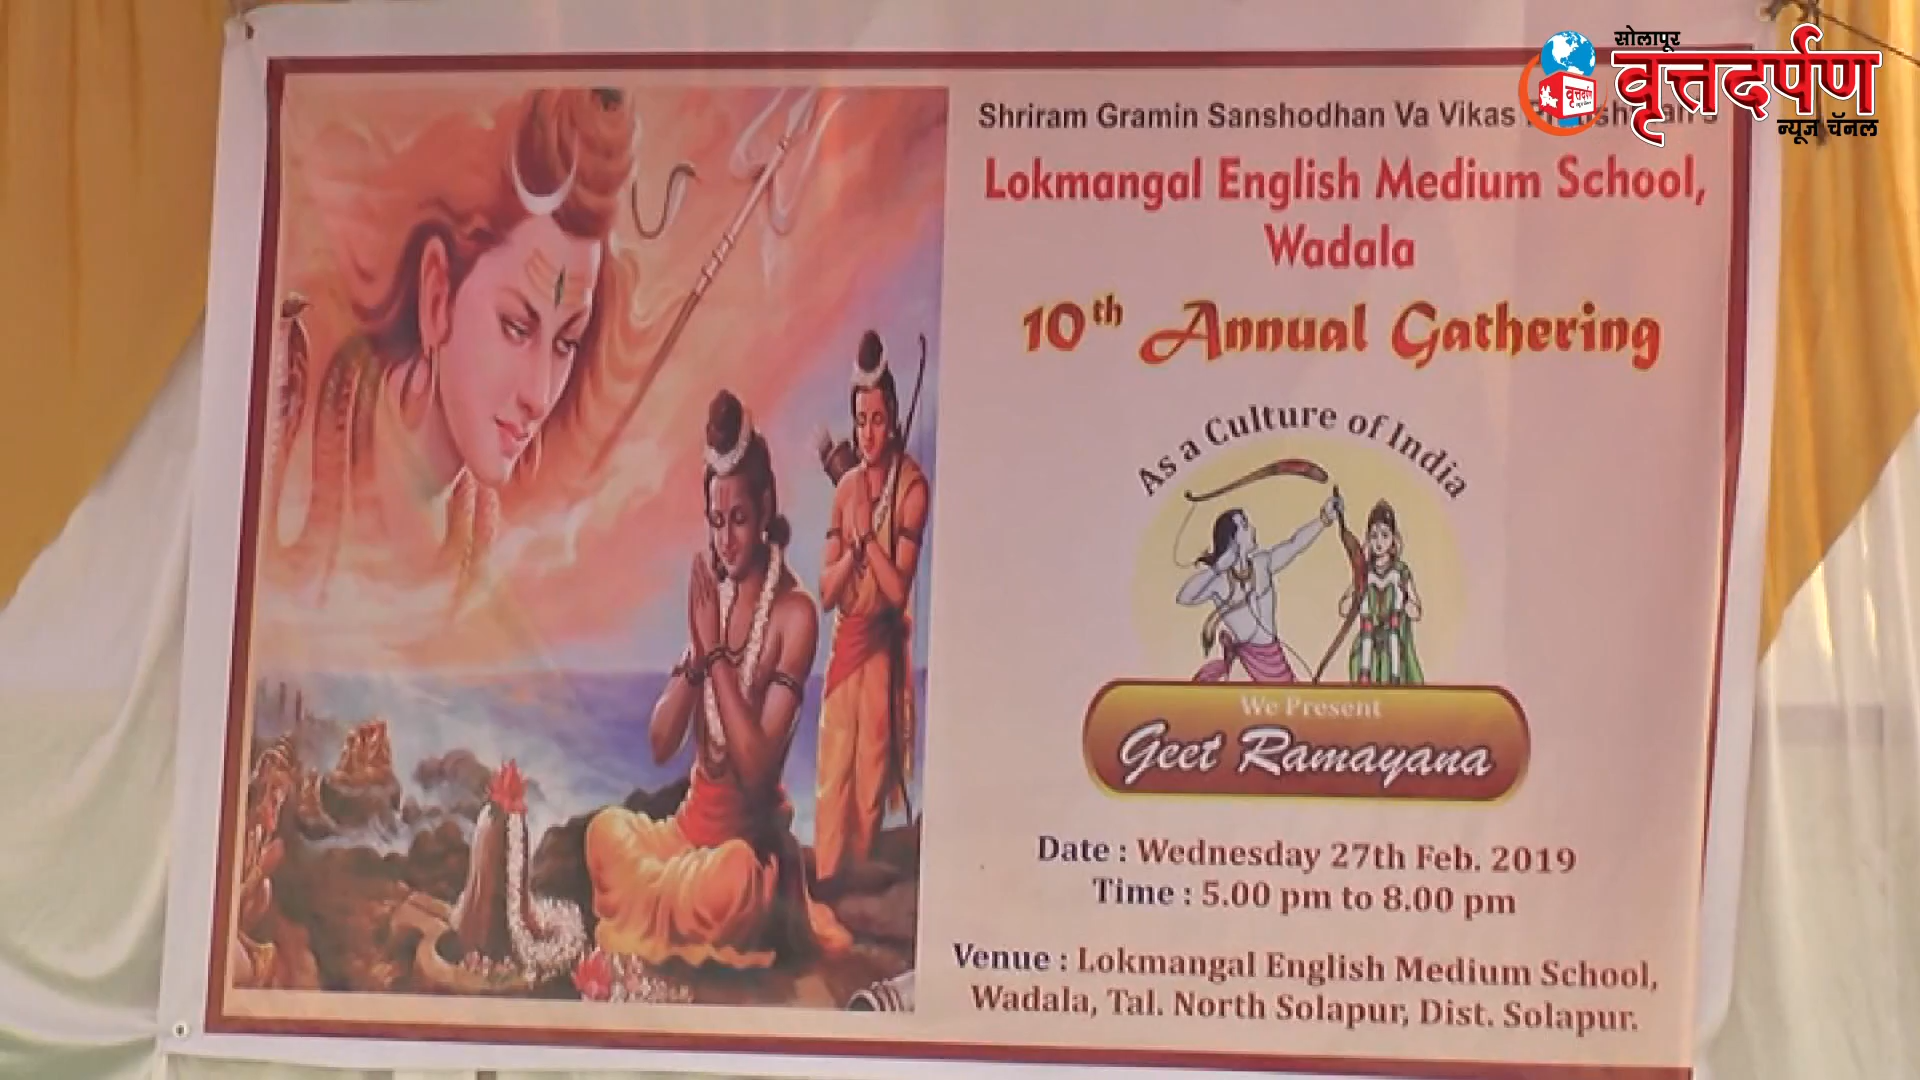 सोलापूर
वृत्तदर्पण
न्यूज चॅनल
वृत्तदर्पण
Shriram Gramin Sanshodhan Va Vikas
Lokmangal English Medium School,
Wadala
10th Annual Gathering
As a Culture of India
We Present
Geet Ramayana
Date : Wednesday 27th Feb. 2019
Time : 5.00 pm to 8.00 pm
Venue : Lokmangal English Medium School,
Wadala, Tal. North Solapur, Dist. Solapur.